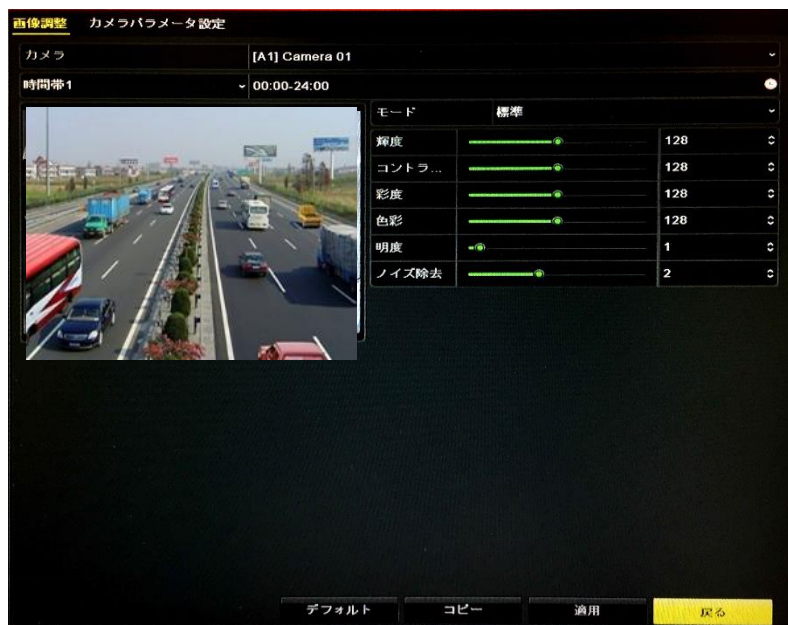 画像調整 カメラパラメータ設定
カメラ [A1] Camera 01
時間帯1 00:00-24:00
モード 標準
輝度 128
コントラ... 128
彩度 128
色彩 128
明度 1
ノイズ除去 2
デフォルト コピー 適用 戻る